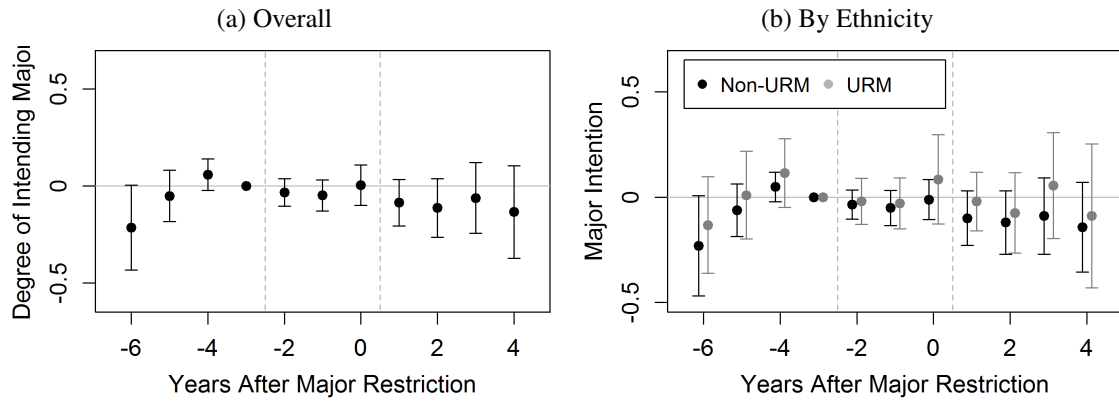 (a) Overall
Degree of Intending Major
0.5
0
-0.5
-6
-4
-2
0
2
4
Years After Major Restriction
(b) By Ethnicity
Major Intention
0.5
0
-0.5
Non-URM
URM
-6
-4
-2
0
2
4
Years After Major Restriction